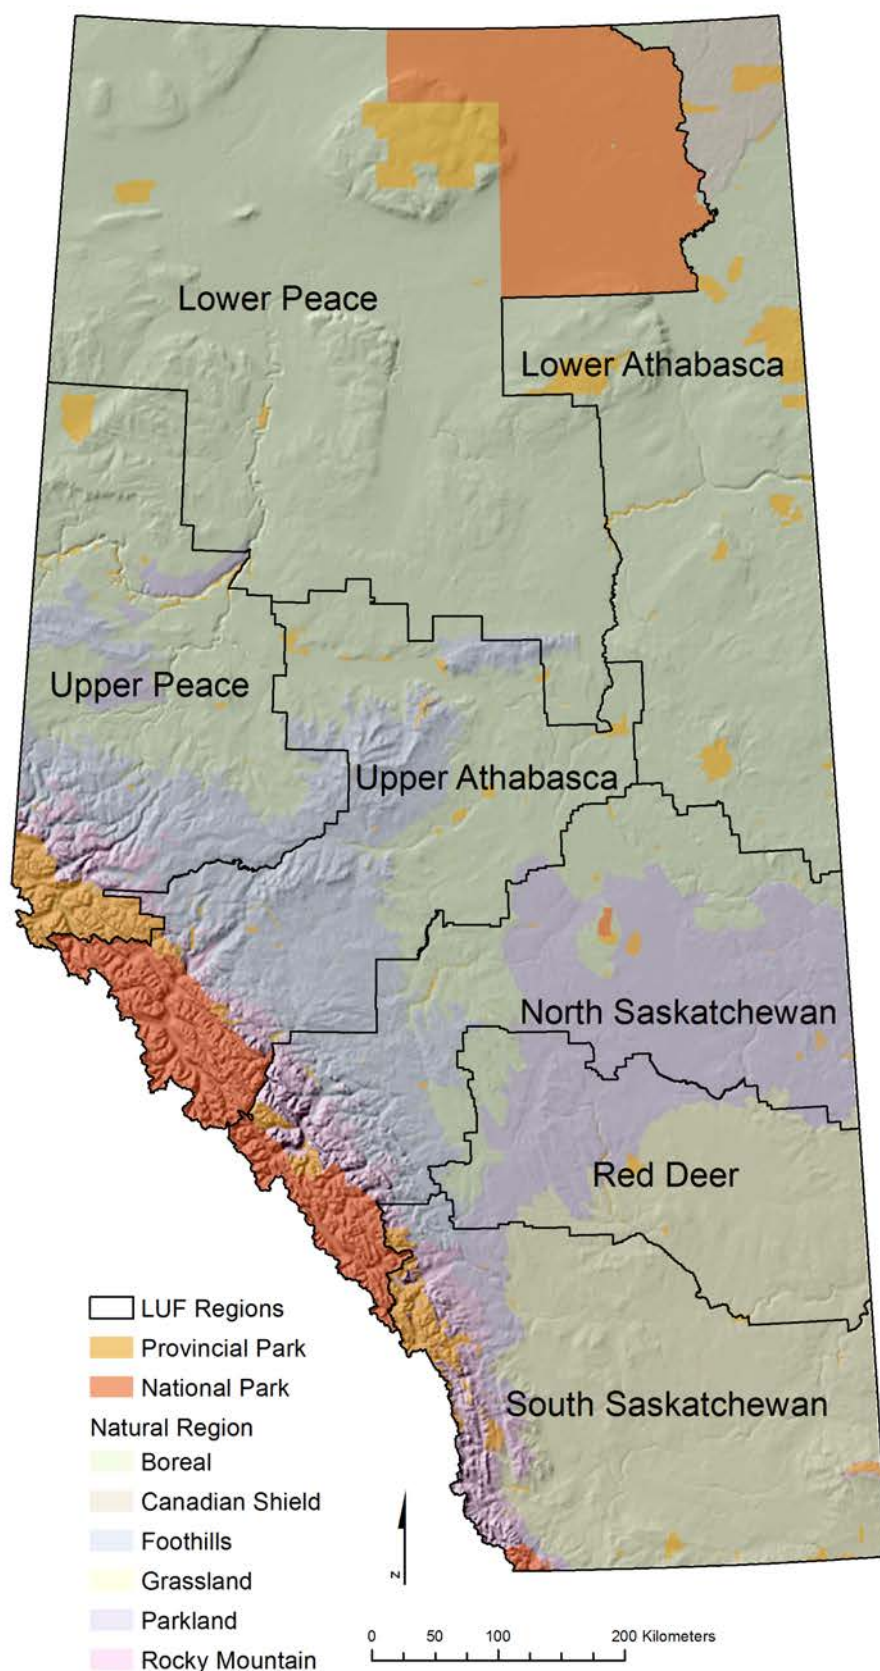 Lower Peace
Lower Athabasca
Upper Peace
Upper Athabasca
North Saskatchewan
Red Deer
South Saskatchewan
LUF Regions
Provincial Park
National Park
Natural Region
Boreal
Canadian Shield
Foothills
Grassland
Parkland
Rocky Mountain
N
0 50 100 200 Kilometers